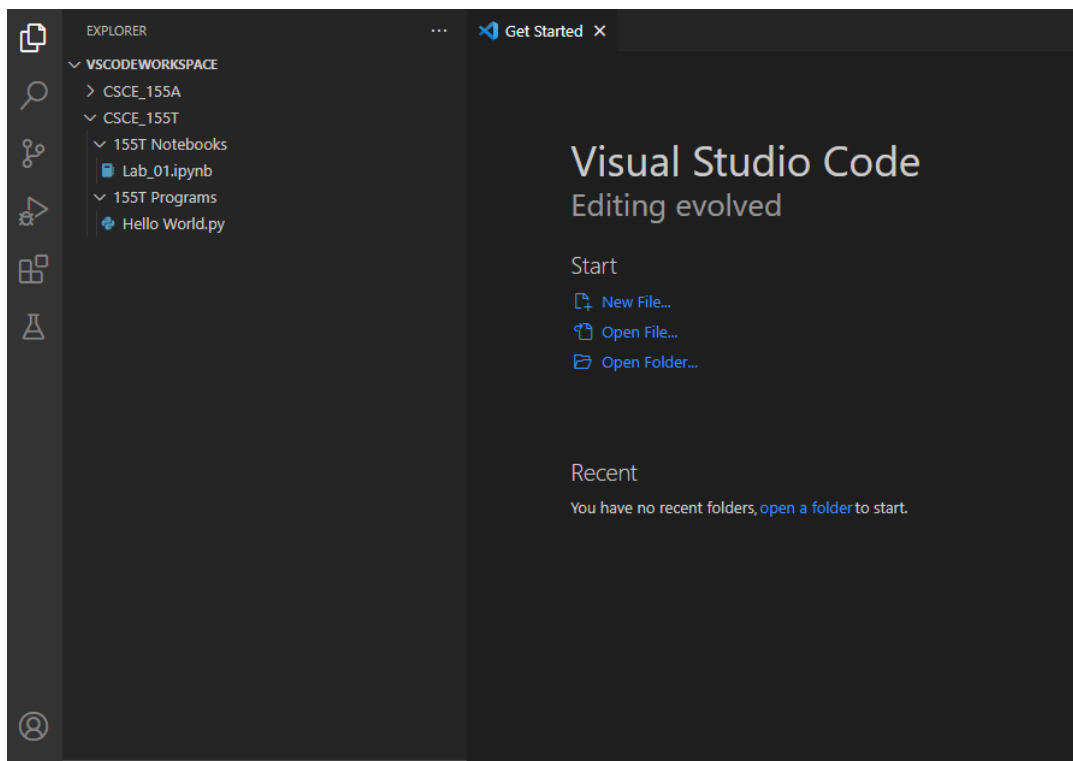 EXPLORER
VSCODEWORKSPACE
CSCE_155A
CSCE_155T
155T Notebooks
Lab_01.ipynb
155T Programs
Hello World.py
Get Started
Visual Studio Code
Editing evolved
Start
New File...
Open File...
Open Folder...
Recent
You have no recent folders, open a folder to start.